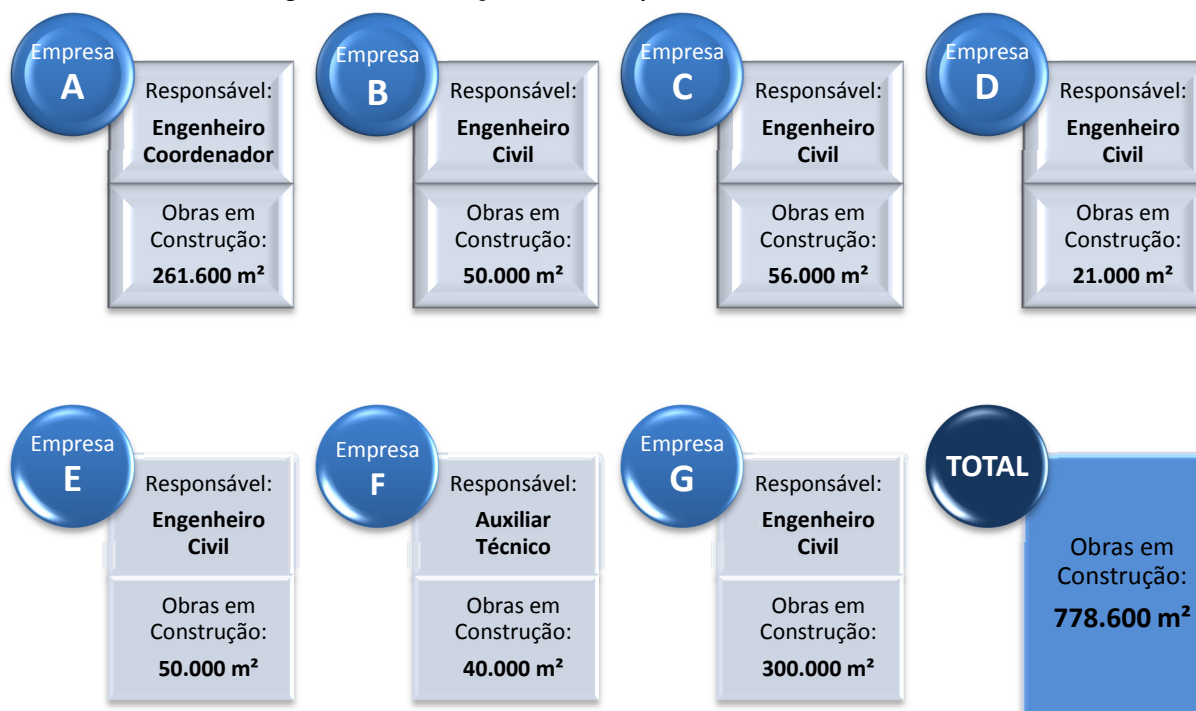 Empresa
A
Responsável:
Engenheiro
Coordenador
Obras em
Construção:
261.600 m²
Empresa
B
Responsável:
Engenheiro
Civil
Obras em
Construção:
50.000 m²
Empresa
C
Responsável:
Engenheiro
Civil
Obras em
Construção:
56.000 m²
Empresa
D
Responsável:
Engenheiro
Civil
Obras em
Construção:
21.000 m²
Empresa
E
Responsável:
Engenheiro
Civil
Obras em
Construção:
50.000 m²
Empresa
F
Responsável:
Auxiliar
Técnico
Obras em
Construção:
40.000 m²
Empresa
G
Responsável:
Engenheiro
Civil
Obras em
Construção:
300.000 m²
TOTAL
Obras em
Construção:
778.600 m²